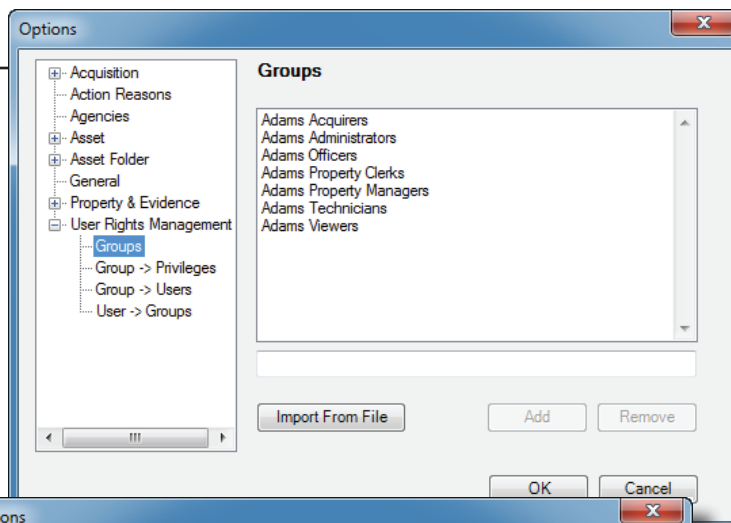 Options
Acquisition
Action Reasons
Agencies
Asset
Asset Folder
General
Property & Evidence
User Rights Management
Groups
Group -> Privileges
Group -> Users
User -> Groups
Groups
Adams Acquirers
Adams Administrators
Adams Officers
Adams Property Clerks
Adams Property Managers
Adams Technicians
Adams Viewers
Import From File
Add
Remove
OK
Cancel
ons